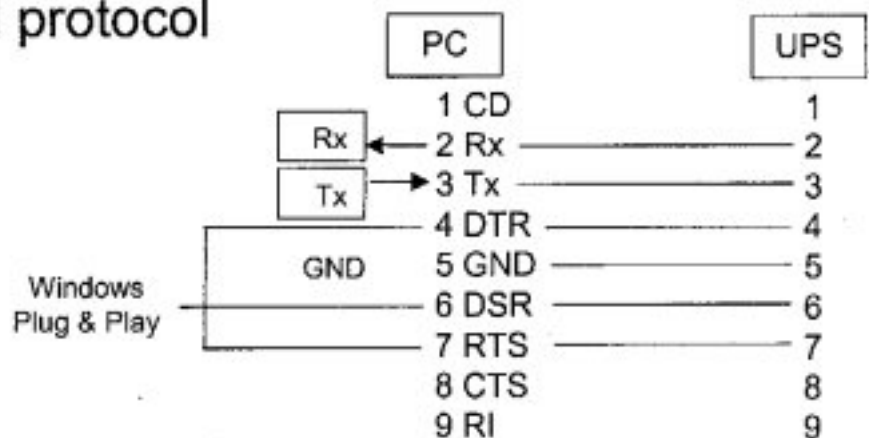 protocol
PC UPS
1 CD 1
Rx 2 Rx 2
Tx 3 Tx 3
4 DTR 4
GND 5 GND 5
Windows
Plug & Play
6 DSR 6
7 RTS 7
8 CTS 8
9 RI 9